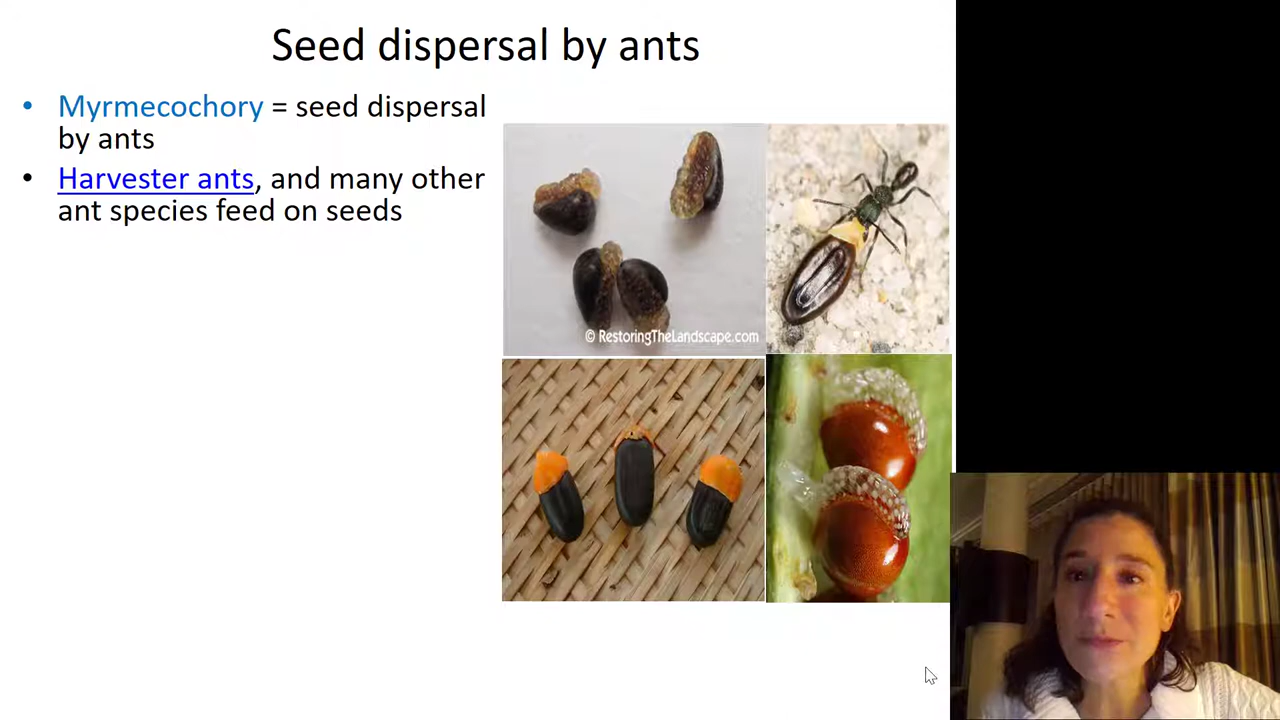 Seed dispersal by ants
• Myrmecochory = seed dispersal
by ants
• Harvester ants, and many other
ant species feed on seeds
© RestoringTheLandscape.com